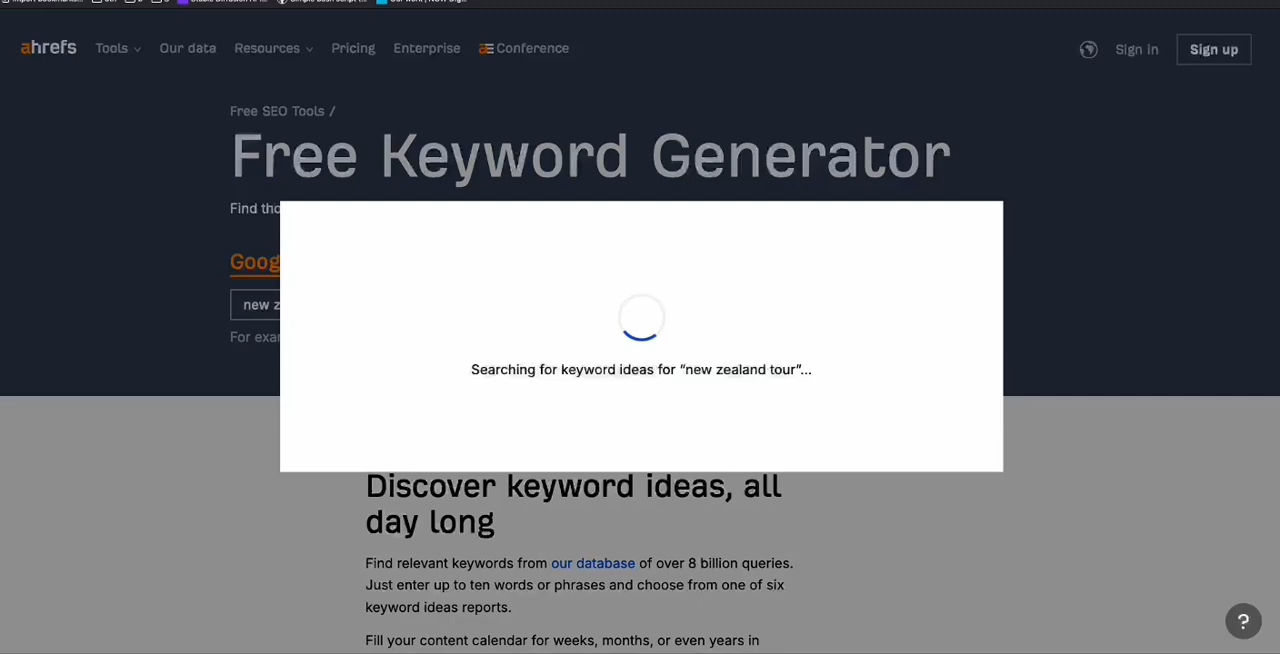 ahrefs Tools Our data Resources Pricing Enterprise Conference Sign in Sign up
Free SEO Tools /
Free Keyword Generator
Find tho
Goog
new z
For exan
Searching for keyword ideas for “new zealand tour”...
Discover keyword ideas, all
day long
Find relevant keywords from our database of over 8 billion queries.
Just enter up to ten words or phrases and choose from one of six
keyword ideas reports.
Fill your content calendar for weeks, months, or even years in
?